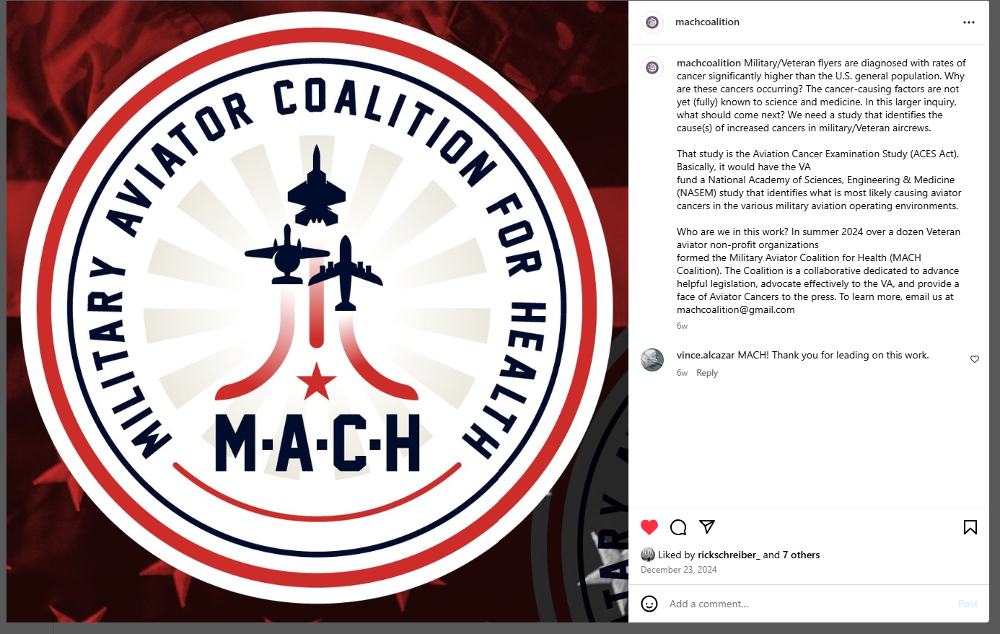 MILITARY AVIATOR COALITION FOR HEALTH
M·A·C·H
TARY A
machcoalition
machcoalition Military/Veteran flyers are diagnosed with rates of
cancer significantly higher than the U.S. general population. Why
are these cancers occurring? The cancer-causing factors are not
yet (fully) known to science and medicine. In this larger inquiry,
what should come next? We need a study that identifies the
cause(s) of increased cancers in military/Veteran aircrews.
That study is the Aviation Cancer Examination Study (ACES Act).
Basically, it would have the VA
fund a National Academy of Sciences, Engineering & Medicine
(NASEM) study that identifies what is most likely causing aviator
cancers in the various military aviation operating environments.
Who are we in this work? In summer 2024 over a dozen Veteran
aviator non-profit organizations
formed the Military Aviator Coalition for Health (MACH
Coalition). The Coalition is a collaborative dedicated to advance
helpful legislation, advocate effectively to the VA, and provide a
face of Aviator Cancers to the press. To learn more, email us at
machcoalition@gmail.com
6w
vince.alcazar MACH! Thank you for leading on this work.
6w Reply
Liked by rickschreiber_ and 7 others
December 23, 2024
Add a comment...
Post